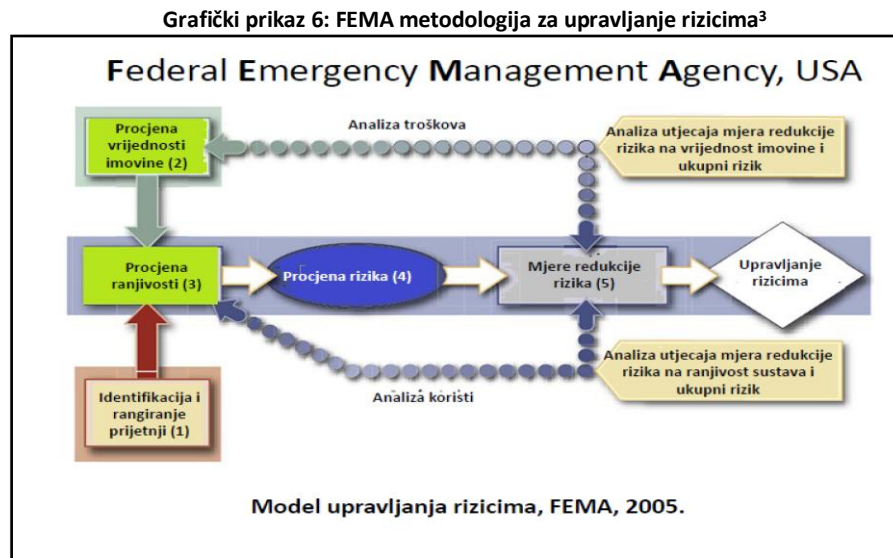 Grafički prikaz 6: FEMA metodologija za upravljanje rizicima³
Federal Emergency Management Agency, USA
Procjena
vrijednosti
imovine (2)
Analiza troškova
Analiza utjecaja mjera redukcije
rizika na vrijednost imovine i
ukupni rizik
Procjena
ranjivosti (3)
Procjena rizika (4)
Mjere redukcije
rizika (5)
Upravljanje
rizicima
Identifikacija i
rangiranje
prijetnji (1)
Analiza koristi
Analiza utjecaja mjera redukcije
rizika na ranjivost sustava i
ukupni rizik
Model upravljanja rizicima, FEMA, 2005.